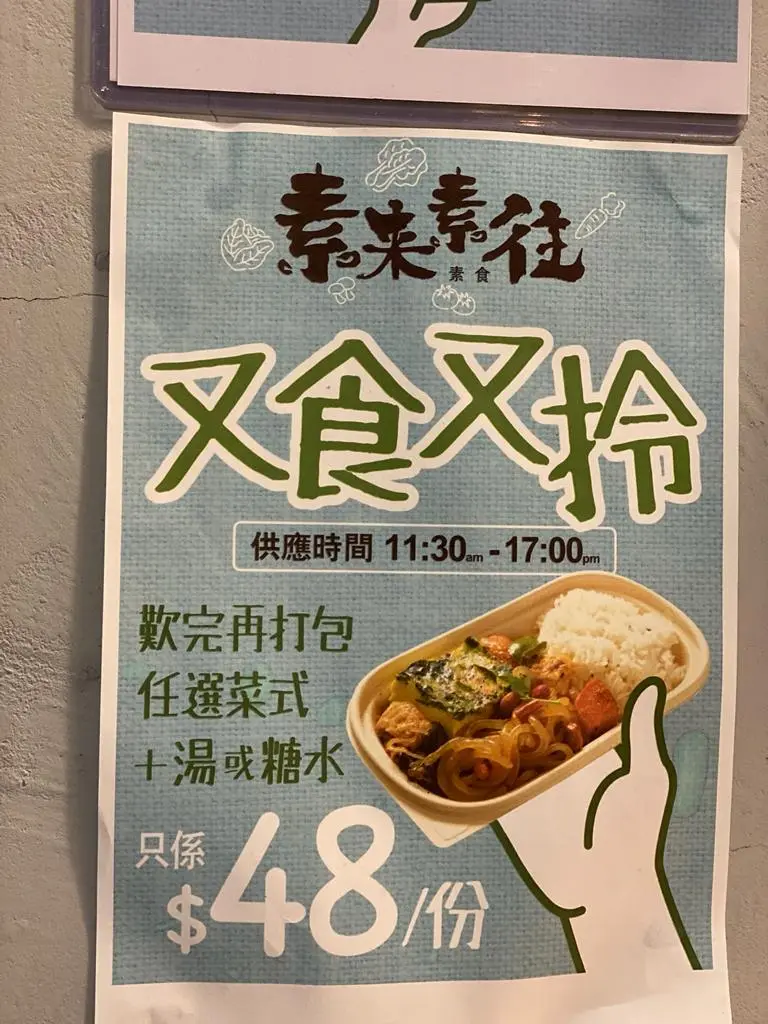 素来素往
素食
又食又拎
供應時間 11:30am - 17:00pm
歎完再打包
任選菜式
+湯或糖水
只係
$48/份